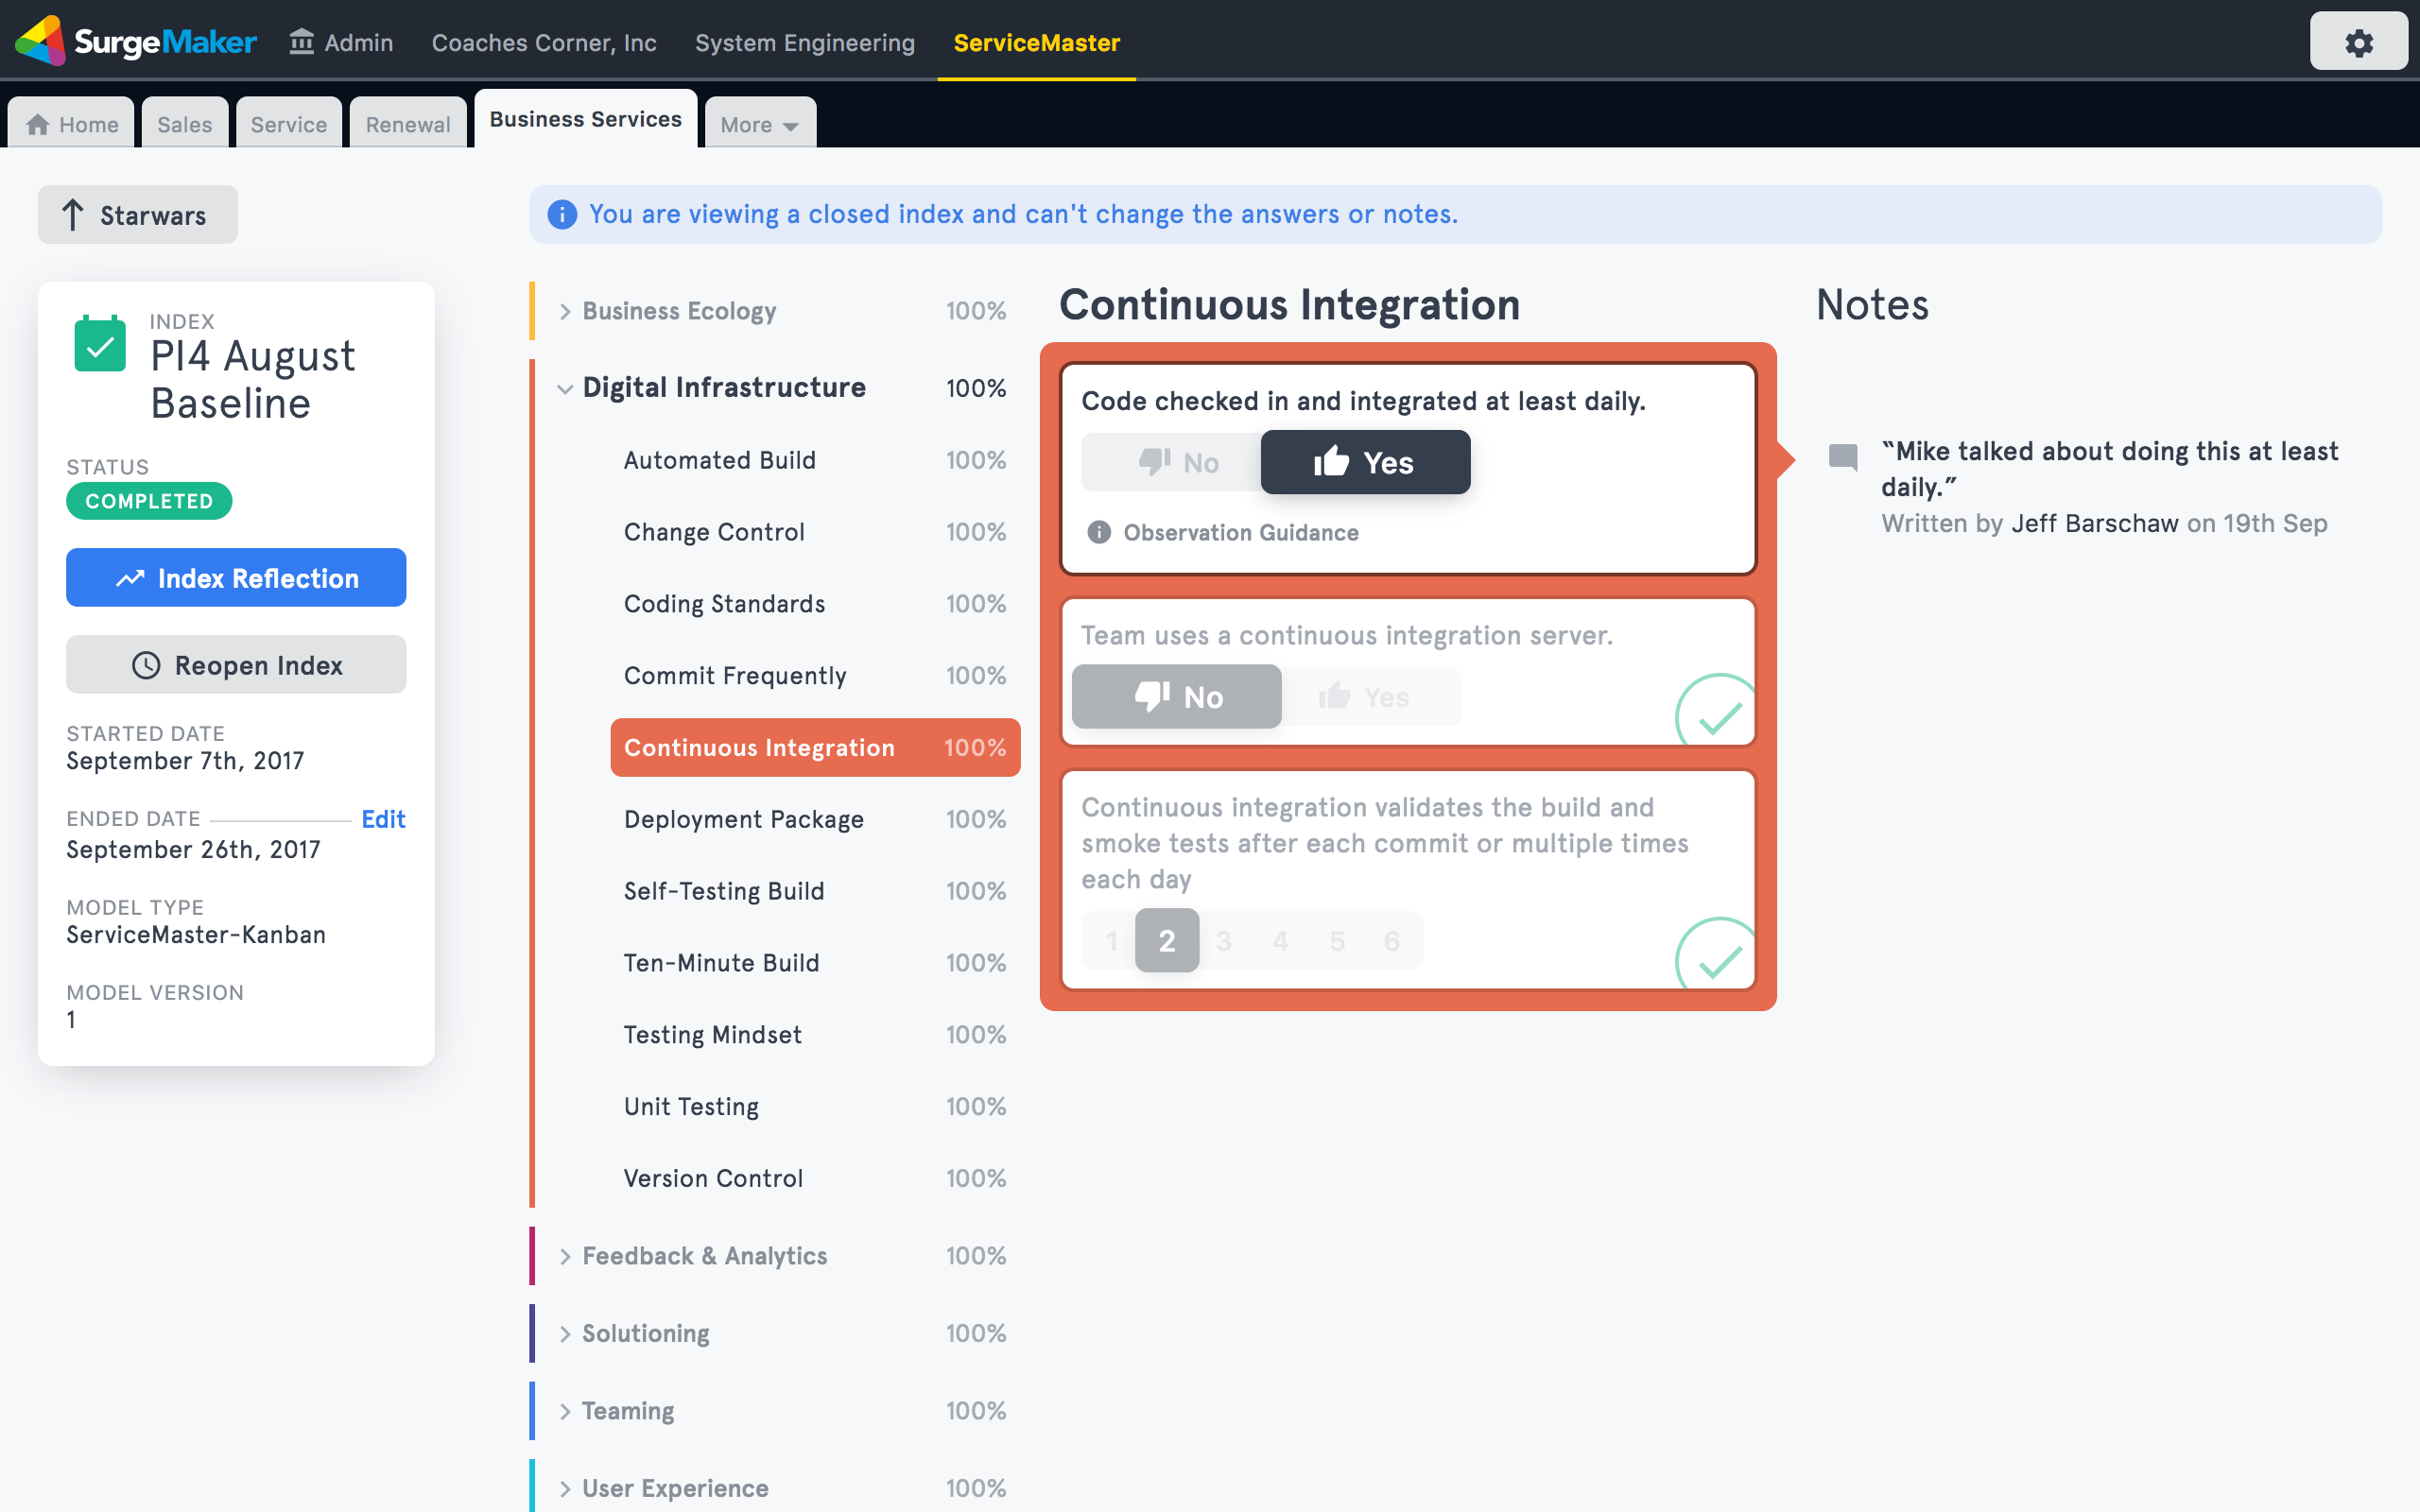 SurgeMaker Admin Coaches Corner, Inc System Engineering ServiceMaster
Home Sales Service Renewal Business Services More
Starwars
You are viewing a closed index and can't change the answers or notes.
INDEX
PI4 August
Baseline
STATUS
COMPLETED
Index Reflection
Reopen Index
STARTED DATE
September 7th, 2017
ENDED DATE Edit
September 26th, 2017
MODEL TYPE
ServiceMaster-Kanban
MODEL VERSION
1
Business Ecology 100%
Digital Infrastructure 100%
Automated Build 100%
Change Control 100%
Coding Standards 100%
Commit Frequently 100%
Continuous Integration 100%
Deployment Package 100%
Self-Testing Build 100%
Ten-Minute Build 100%
Testing Mindset 100%
Unit Testing 100%
Version Control 100%
Feedback & Analytics 100%
Solutioning 100%
Teaming 100%
User Experience 100%
Continuous Integration
Code checked in and integrated at least daily.
No Yes
Observation Guidance
Team uses a continuous integration server.
No Yes
Continuous integration validates the build and
smoke tests after each commit or multiple times
each day
1 2 3 4 5 6
Notes
“Mike talked about doing this at least
daily.”
Written by Jeff Barschaw on 19th Sep